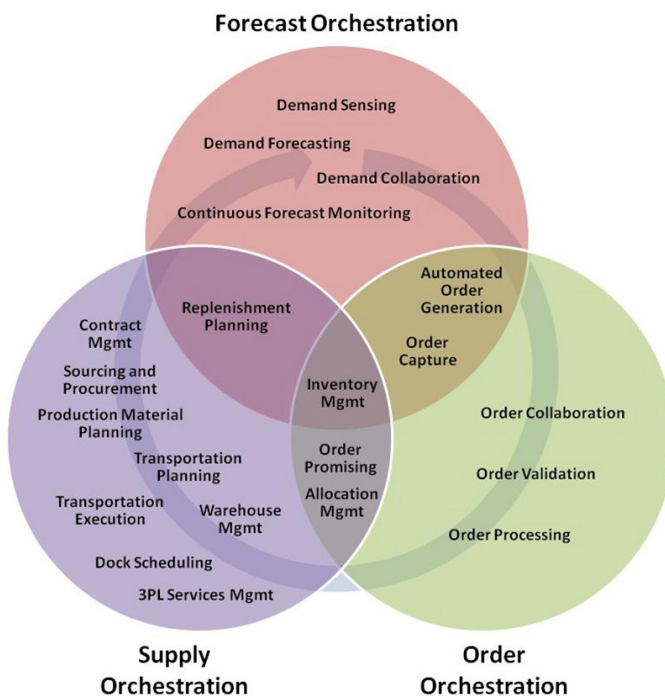 Forecast Orchestration
Demand Sensing
Demand Forecasting
Demand Collaboration
Continuous Forecast Monitoring
Automated
Order
Generation
Order
Capture
Replenishment
Planning
Contract
Mgmt
Sourcing and
Procurement
Production Material
Planning
Transportation
Planning
Transportation
Execution
Warehouse
Mgmt
Dock Scheduling
3PL Services Mgmt
Inventory
Mgmt
Order
Promising
Allocation
Mgmt
Order Collaboration
Order Validation
Order Processing
Supply
Orchestration
Order
Orchestration